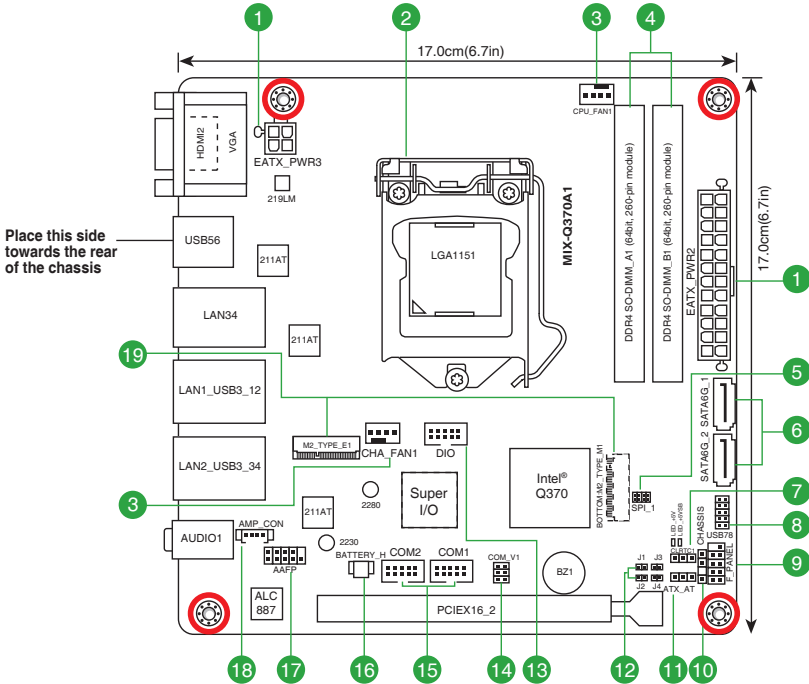 1
2
3
4
17.0cm(6.7in)
HDMI2
VGA
EATX_PWR3
219LM
CPU_FAN1
Place this side
towards the rear
of the chassis
USB56
211AT
LGA1151
MIX-Q370A1
DDR4 SO-DIMM_A1 (64bit, 260-pin module)
DDR4 SO-DIMM_B1 (64bit, 260-pin module)
EATX_PWR2
17.0cm(6.7in)
1
LAN34
211AT
19
5
LAN1_USB3_12
SATA6G_1
6
M2_TYPE_E1
CHA_FAN1
DIO
SATA6G_2
LAN2_USB3_34
3
2280
Super
I/O
Intel®
Q370
BOTTOM:M2_TYPE_M1
SPI_1
7
211AT
8
AMP_CON
LED_+5V
LED_+5VSB
CHASSIS
USB78
AUDIO1
2230
AAFP
BATTERY_H
COM2
COM1
COM_V1
BZ1
J1
J3
CLRTC1
F_PANEL
9
J2
J4
ATX_AT
ALC
887
PCIEX16_2
18
17
16
15
14
13
12
11
10